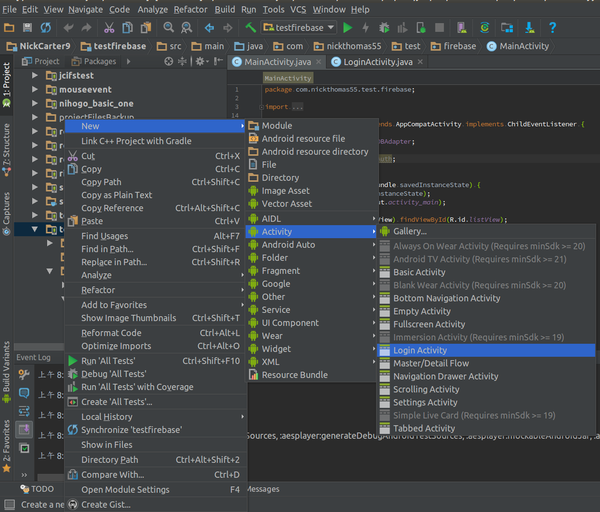 File Edit View Navigate Code Analyze Refactor Build Run Tools VCS Window Help
testfirebase
NickCarter9 testfirebase src main java com nickthomas55 test firebase MainActivity
Project Packages
MainActivity.java LoginActivity.java
1: Project
7: Structure
Captures
Build Variants
2: Favorites
jcifstest
mouseevent
nihogo_basic_one
projectFilesBackup
MainActivity
1
2
3
14
package com.nickthomas55.test.firebase;
import ...
nds AppCompatActivity implements ChildEventListener {
savedInstanceState) {
stanceState);
ut.activity_main);
findViewById(R.id.listView);
New
Link C++ Project with Gradle
Cut Ctrl+X
Copy Ctrl+C
Copy Path Ctrl+Shift+C
Copy as Plain Text
Copy Reference Ctrl+Alt+Shift+C
Paste Ctrl+V
Find Usages Alt+F7
Find in Path... Ctrl+Shift+F
Replace in Path... Ctrl+Shift+R
Analyze
Refactor
Add to Favorites
Show Image Thumbnails Ctrl+Shift+T
Reformat Code Ctrl+Alt+L
Optimize Imports Ctrl+Alt+O
Run 'All Tests' Ctrl+Shift+F10
Debug 'All Tests'
Run 'All Tests' with Coverage
Create 'All Tests'...
Local History
Synchronize 'testfirebase'
Show in Files
Directory Path Ctrl+Alt+Shift+2
Compare With... Ctrl+D
Open Module Settings F4
Create Gist...
Module
Android resource file
Android resource directory
File
Directory
Image Asset
Vector Asset
AIDL
Activity
Android Auto
Folder
Fragment
Google
Other
Service
UI Component
Wear
Widget
XML
Resource Bundle
Gallery...
Always On Wear Activity (Requires minSdk >= 20)
Android TV Activity (Requires minSdk >= 21)
Basic Activity
Blank Wear Activity (Requires minSdk >= 20)
Bottom Navigation Activity
Empty Activity
Fullscreen Activity
Immersion Activity (Requires minSdk >= 19)
Login Activity
Master/Detail Flow
Navigation Drawer Activity
Scrolling Activity
Settings Activity
Simple Live Card (Requires minSdk >= 19)
Tabbed Activity
Event Log
上午 8:
上午 8:
上午 8:
上午 8:
上午 8:
TODO
Messages
Create a ne